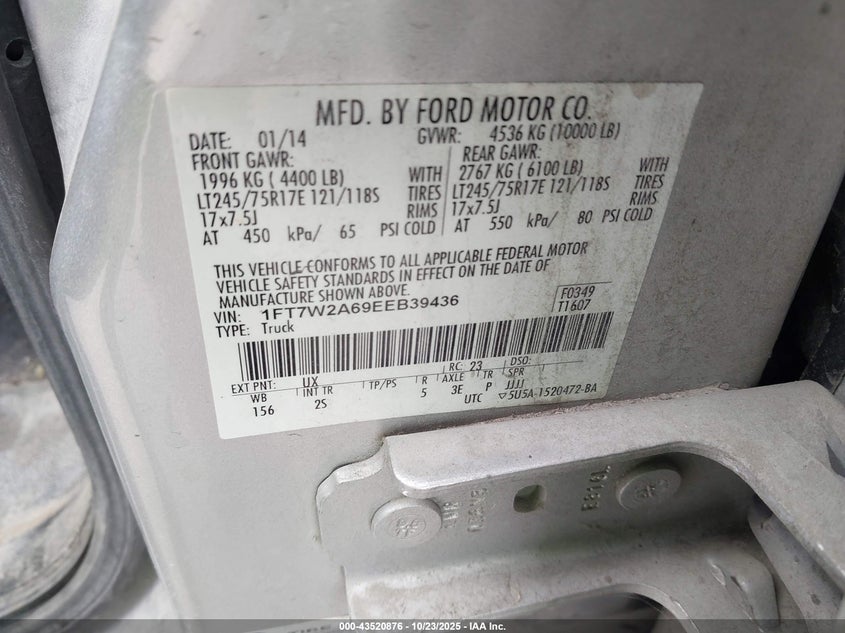 MFD. BY FORD MOTOR CO.
DATE: 01/14 GVWR: 4536 KG (10000 LB)
FRONT GAWR: REAR GAWR:
1996 KG ( 4400 LB) WITH 2767 KG ( 6100 LB) WITH
LT245/75R17E 121/118S TIRES LT245/75R17E 121/118S TIRES
17x7.5J RIMS 17x7.5J RIMS
AT 450 kPa/ 65 PSI COLD AT 550 kPa/ 80 PSI COLD
THIS VEHICLE CONFORMS TO ALL APPLICABLE FEDERAL MOTOR
VEHICLE SAFETY STANDARDS IN EFFECT ON THE DATE OF
MANUFACTURE SHOWN ABOVE.
VIN: 1FT7W2A69EEB39436 F0349
TYPE: Truck T1607
EXT PNT: UX RC: 23 DSO:
WB INT TR TP/PS R AXLE TR SPR
156 2S 5 3E P JJJJ
UTC ▽5U5A-1520472-BA
000-43520876 - 10/23/2025 - IAA Inc.